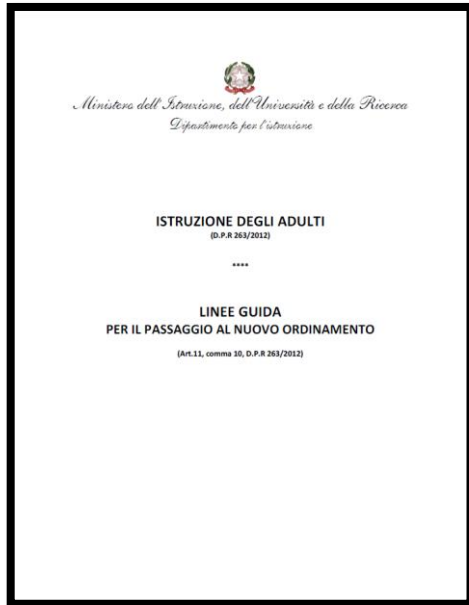 Ministero dell'Istruzione, dell'Università e della Ricerca
Dipartimento per l'istruzione
ISTRUZIONE DEGLI ADULTI
(D.P.R 263/2012)
****
LINEE GUIDA
PER IL PASSAGGIO AL NUOVO ORDINAMENTO
(Art.11, comma 10, D.P.R 263/2012)